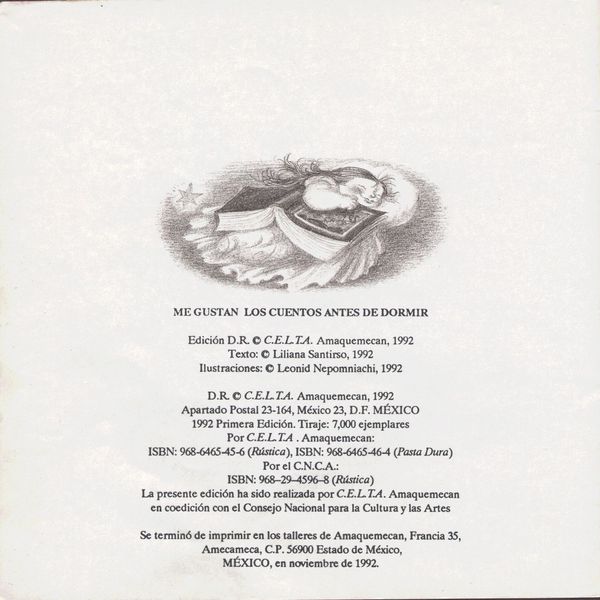 ME GUSTAN LOS CUENTOS ANTES DE DORMIR
Edición D.R. © C.E.L.T.A. Amaquemecan, 1992
Texto: © Liliana Santirso, 1992
Ilustraciones: © Leonid Nepomniachi, 1992
D.R. © C.E.L.T.A. Amaquemecan, 1992
Apartado Postal 23-164, México 23, D.F. MÉXICO
1992 Primera Edición. Tiraje: 7,000 ejemplares
Por C.E.L.T.A . Amaquemecan:
ISBN: 968-6465-45-6 (Rústica), ISBN: 968-6465-46-4 (Pasta Dura)
Por el C.N.C.A.:
ISBN: 968–29–4596–8 (Rústica)
La presente edición ha sido realizada por C.E.L.T.A. Amaquemecan
en coedición con el Consejo Nacional para la Cultura y las Artes
Se terminó de imprimir en los talleres de Amaquemecan, Francia 35,
Amecameca, C.P. 56900 Estado de México,
MÉXICO, en noviembre de 1992.